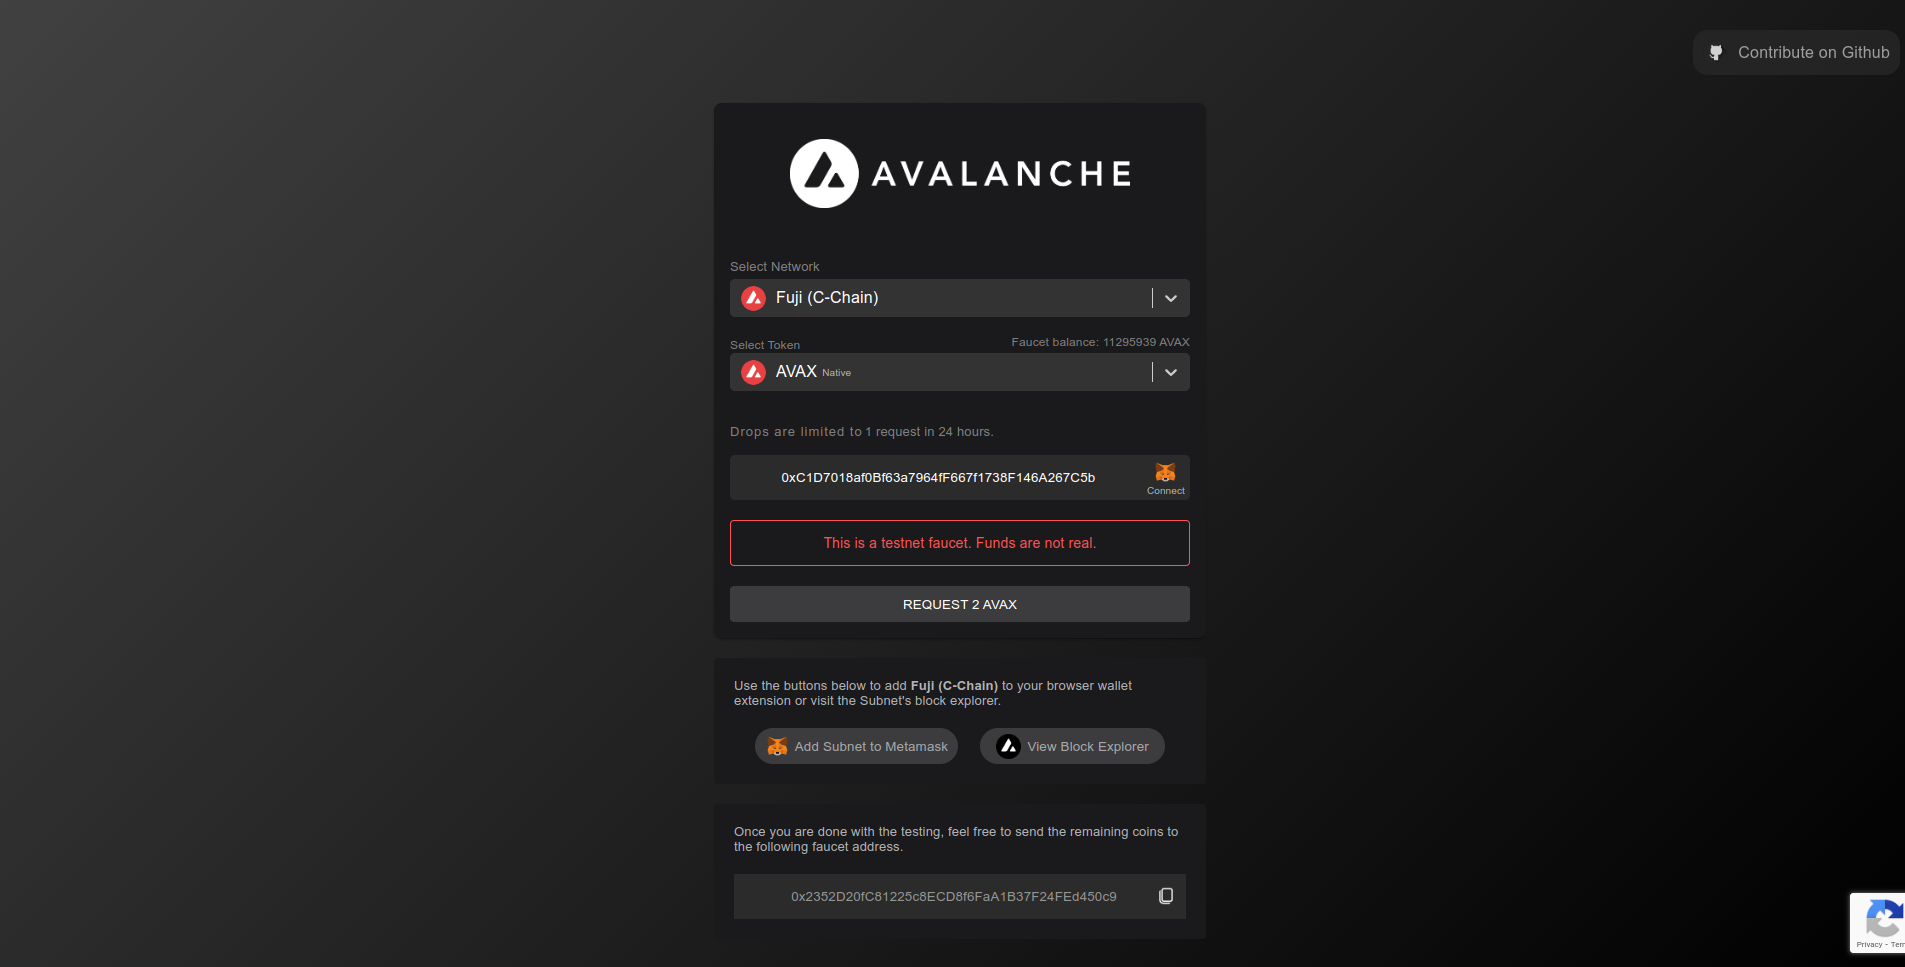 Contribute on Github
AVALANCHE
Select Network
Fuji (C-Chain)
Select Token
Faucet balance: 11295939 AVAX
AVAX Native
Drops are limited to 1 request in 24 hours.
0xC1D7018af0Bf63a7964fF667f1738F146A267C5b
Connect
This is a testnet faucet. Funds are not real.
REQUEST 2 AVAX
Use the buttons below to add Fuji (C-Chain) to your browser wallet
extension or visit the Subnet's block explorer.
Add Subnet to Metamask
View Block Explorer
Once you are done with the testing, feel free to send the remaining coins to
the following faucet address.
0x2352D20fC81225c8ECD8f6FaA1B37F24FEd450c9
Privacy -